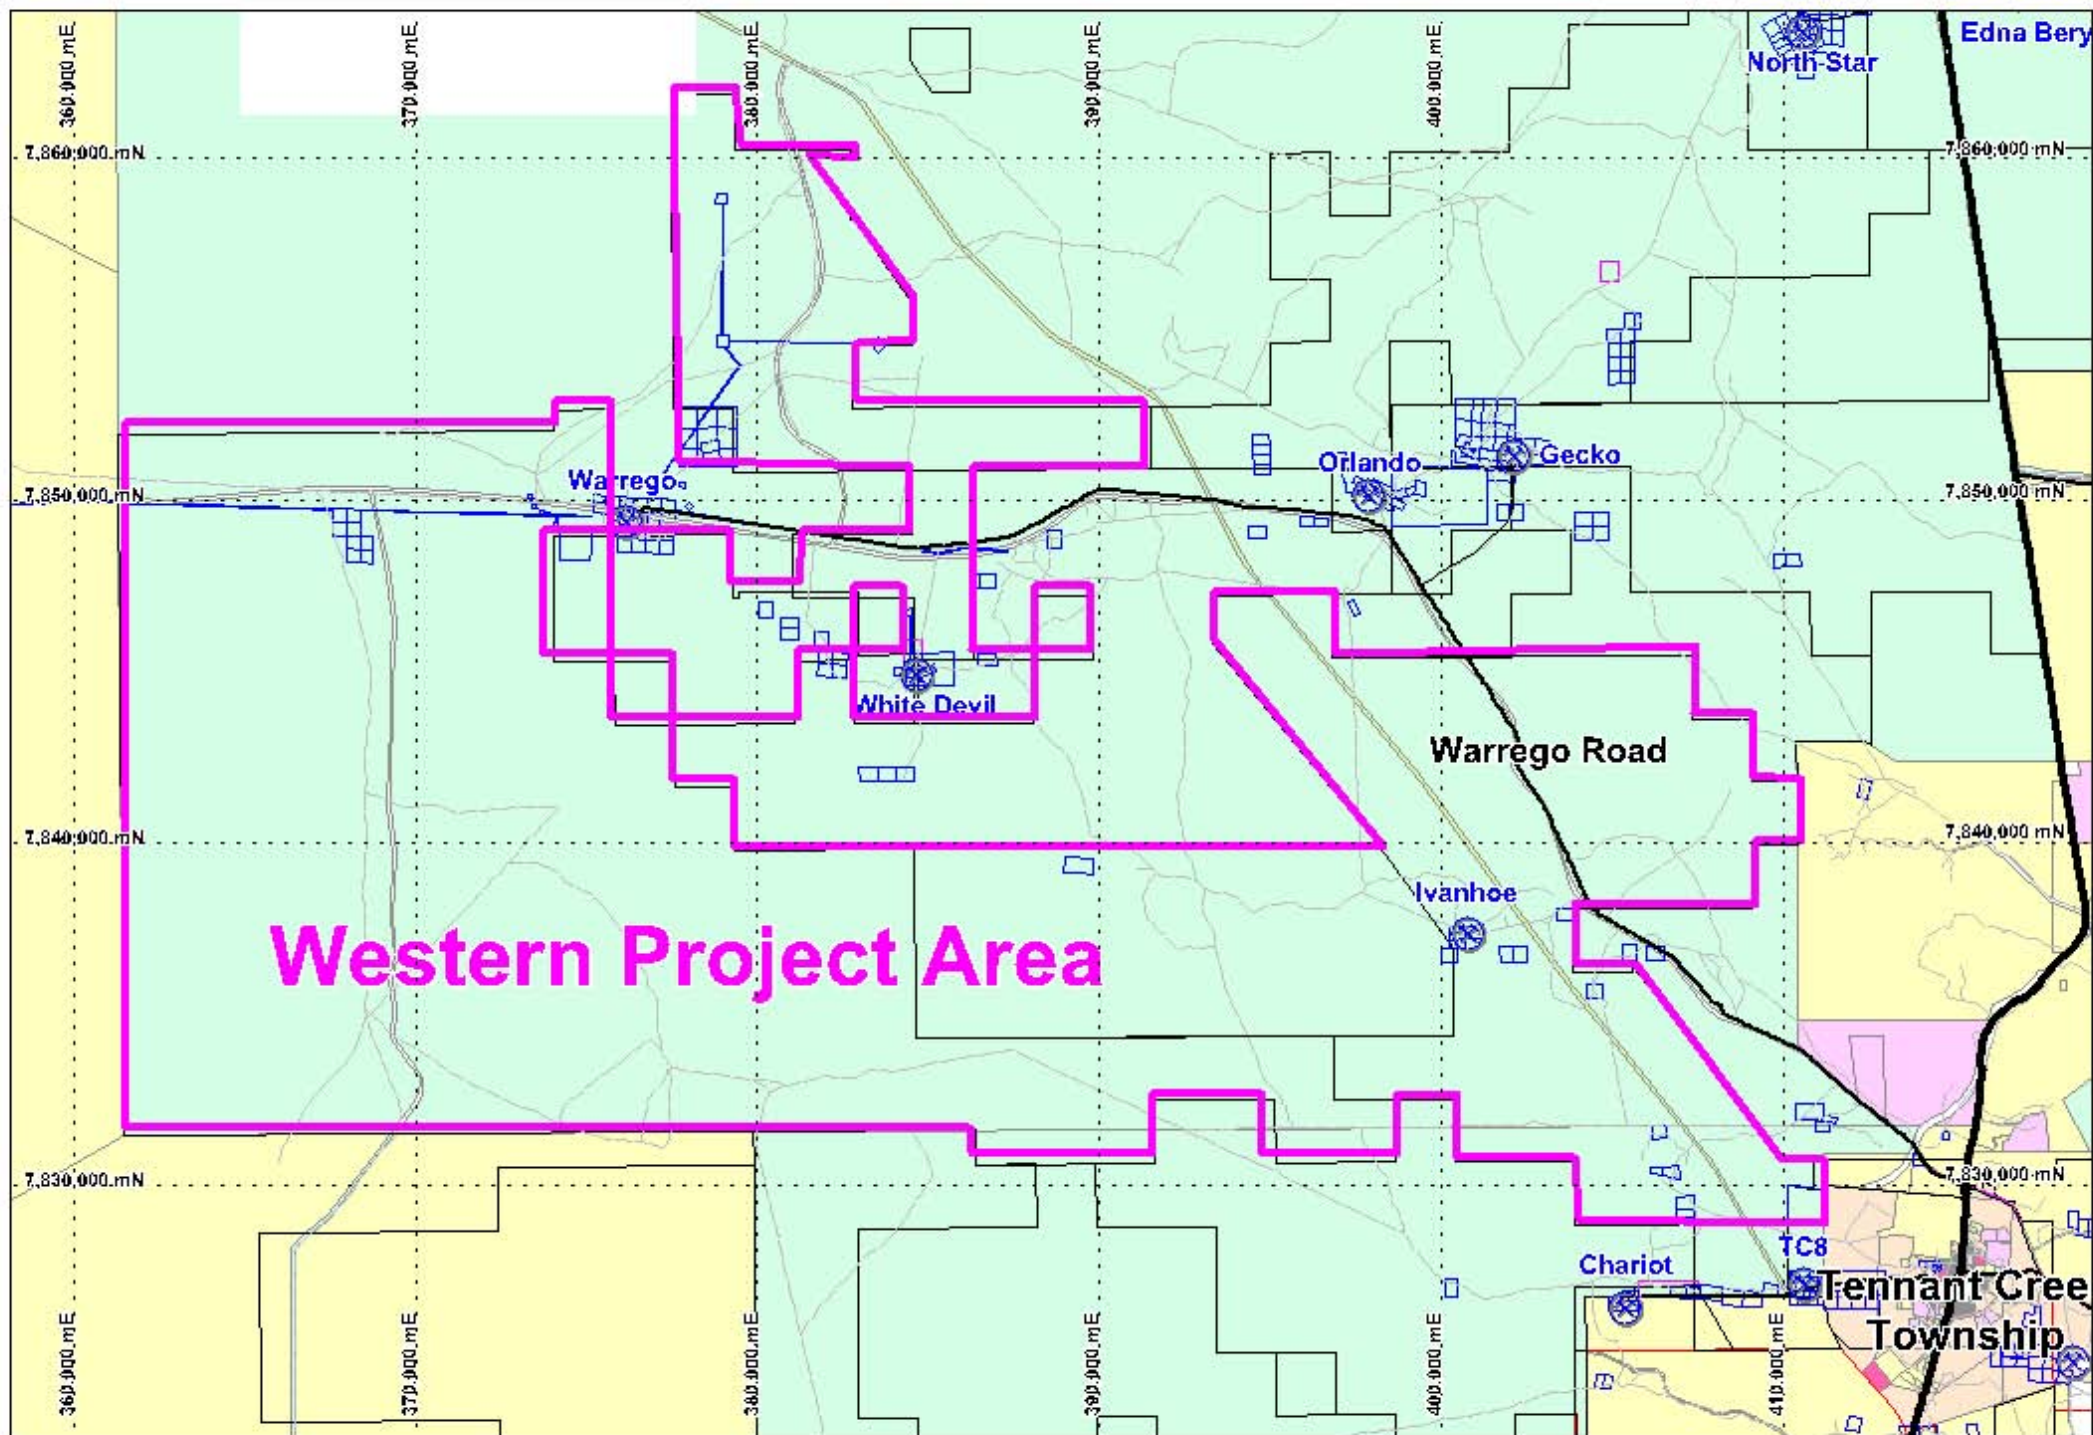 360,000 mE
370,000 mE
380,000 mE
390,000 mE
400,000 mE
Edna Bery
North Star
7,860,000 mN
7,860,000 mN
Gecko
Orlando
Warrego
7,850,000 mN
7,850,000 mN
White Devil
Warrego Road
7,840,000 mN
7,840,000 mN
Ivanhoe
Western Project Area
7,830,000 mN
7,830,000 mN
TC8
Chariot
Tennant Cree
Township
360,000 mE
370,000 mE
380,000 mE
390,000 mE
400,000 mE
410,000 mE